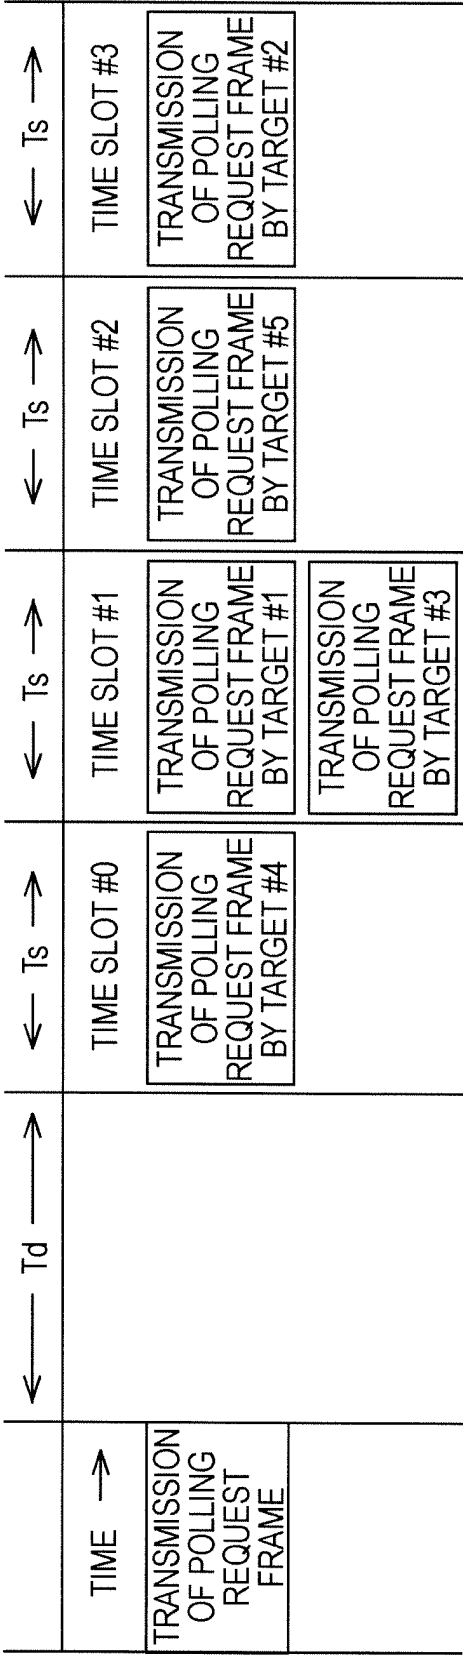 Td
Ts
Ts
Ts
Ts
TIME
TIME SLOT #0
TIME SLOT #1
TIME SLOT #2
TIME SLOT #3
TRANSMISSION
OF POLLING
REQUEST
FRAME
TRANSMISSION
OF POLLING
REQUEST FRAME
BY TARGET #4
TRANSMISSION
OF POLLING
REQUEST FRAME
BY TARGET #1
TRANSMISSION
OF POLLING
REQUEST FRAME
BY TARGET #5
TRANSMISSION
OF POLLING
REQUEST FRAME
BY TARGET #2
TRANSMISSION
OF POLLING
REQUEST FRAME
BY TARGET #3